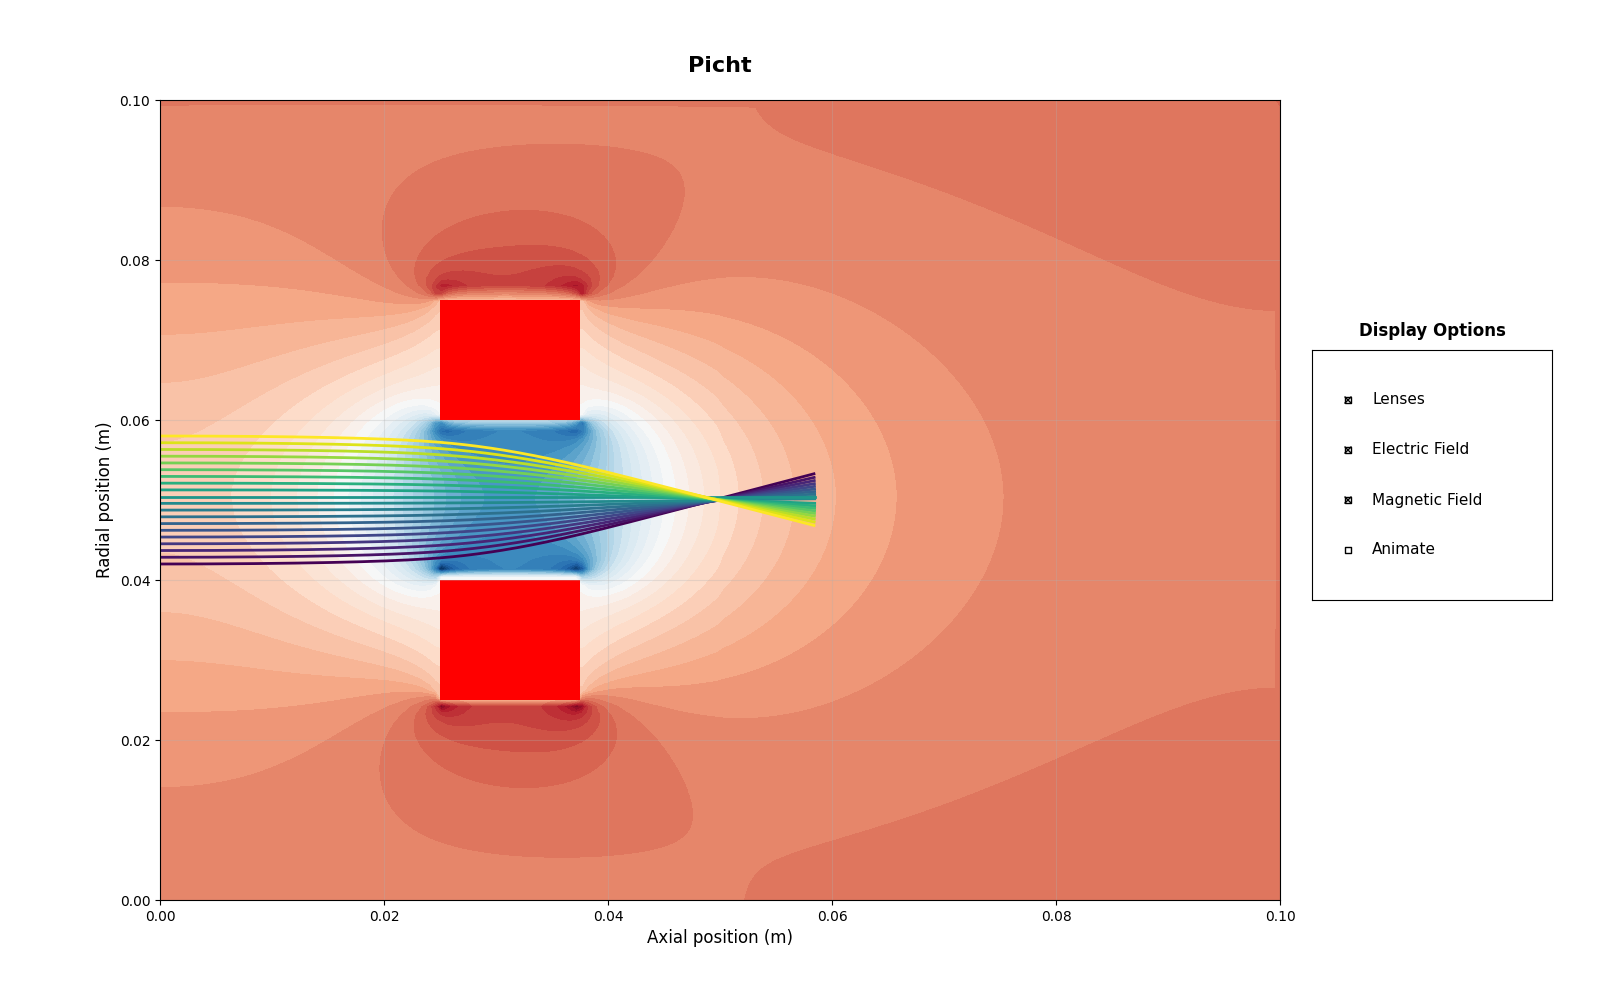 Picht
0.10
0.08
0.06
0.04
0.02
0.00
Radial position (m)
0.00 0.02 0.04 0.06 0.08 0.10
Axial position (m)
Display Options
Lenses
Electric Field
Magnetic Field
Animate